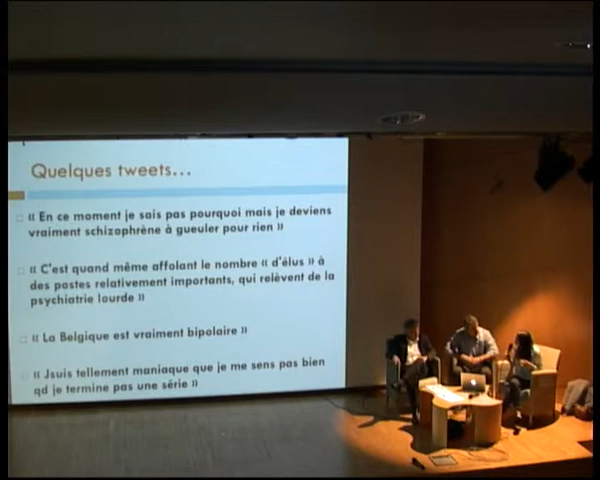 Quelques tweets...
« En ce moment je sais pas pourquoi mais je deviens
vraiment schizophrène à gueuler pour rien »
« C'est quand même affolant le nombre « d'élus » à
des postes relativement importants, qui relèvent de la
psychiatrie lourde »
« La Belgique est vraiment bipolaire »
« Jsuis tellement maniaque que je me sens pas bien
qd je termine pas une série »